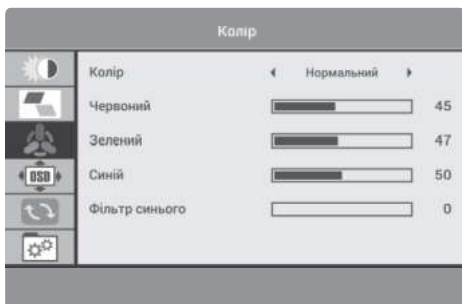 Колір
Колір Нормальний
Червоний 45
Зелений 47
OSD
Синій 50
Фільтр синього 0